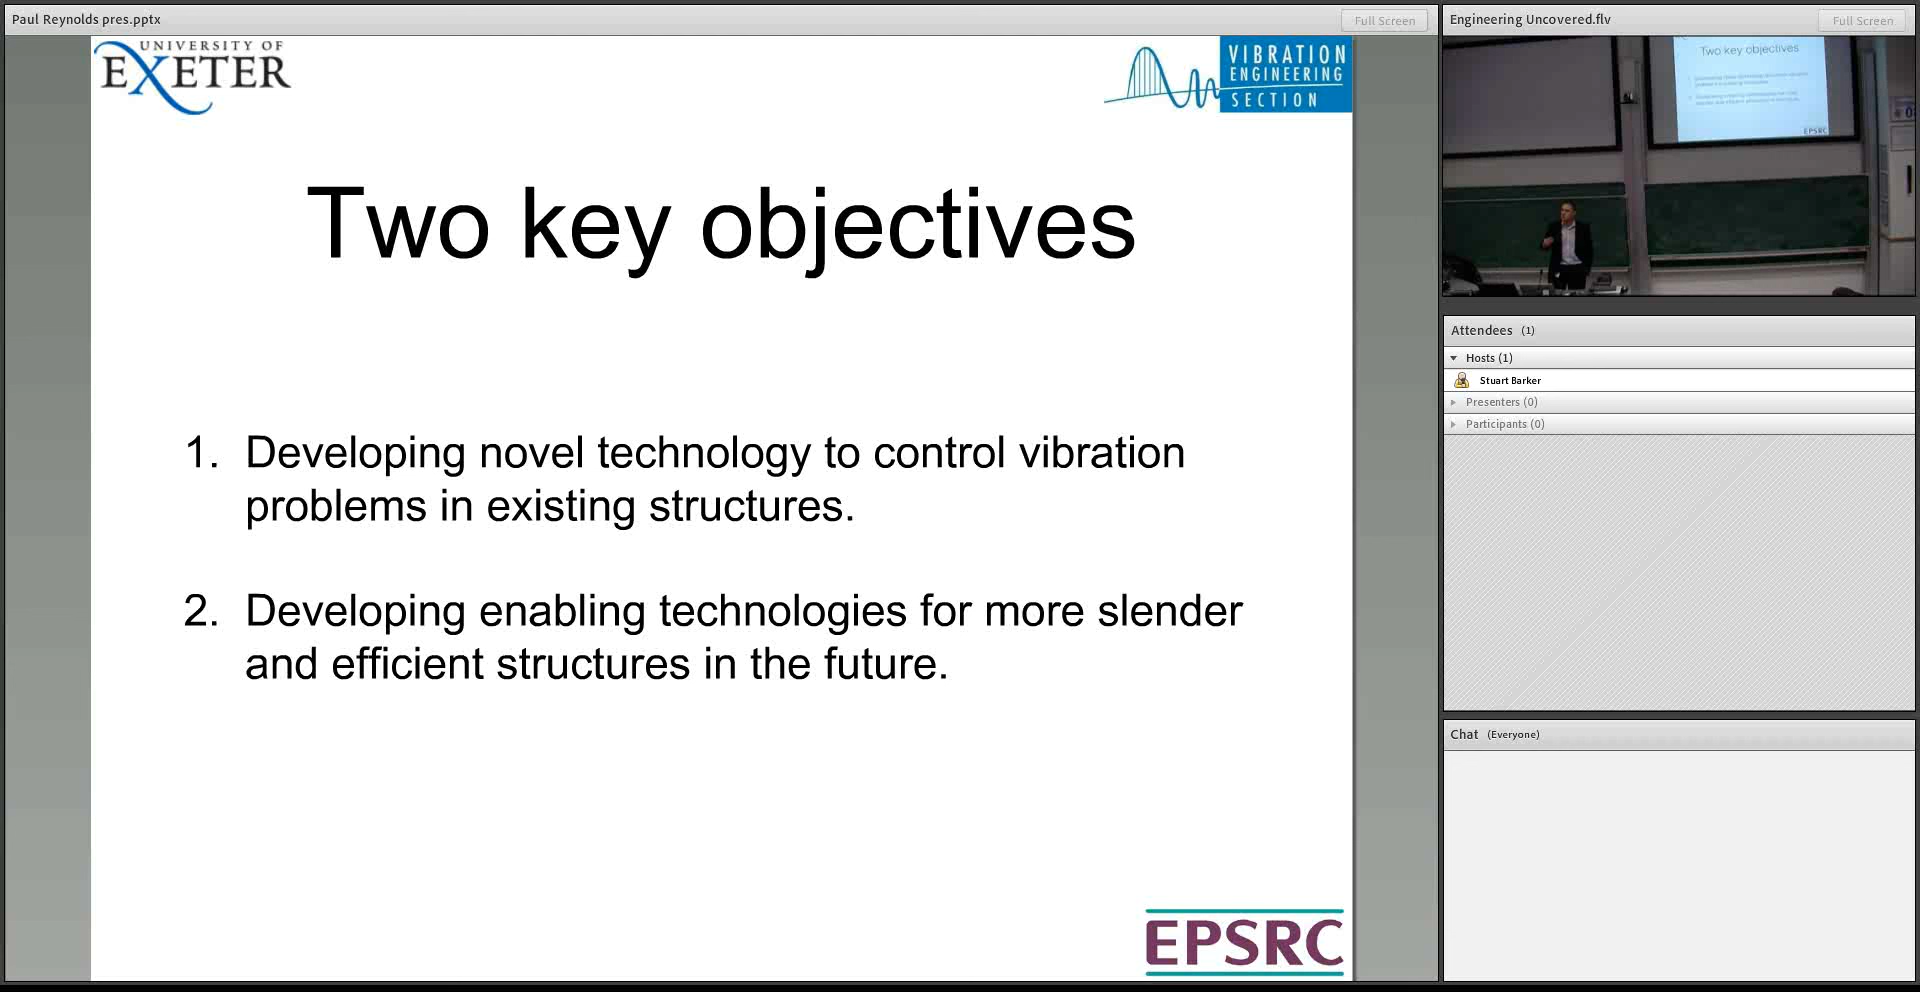 Paul Reynolds pres.pptx
Full Screen
UNIVERSITY OF
EXETER
VIBRATION
ENGINEERING
SECTION
Two key objectives
1. Developing novel technology to control vibration
problems in existing structures.
2. Developing enabling technologies for more slender
and efficient structures in the future.
EPSRC
Engineering Uncovered.flv
Full Screen
Two key objectives
EPSRC
Attendees (1)
Hosts (1)
Stuart Barker
Presenters (0)
Participants (0)
Chat (Everyone)